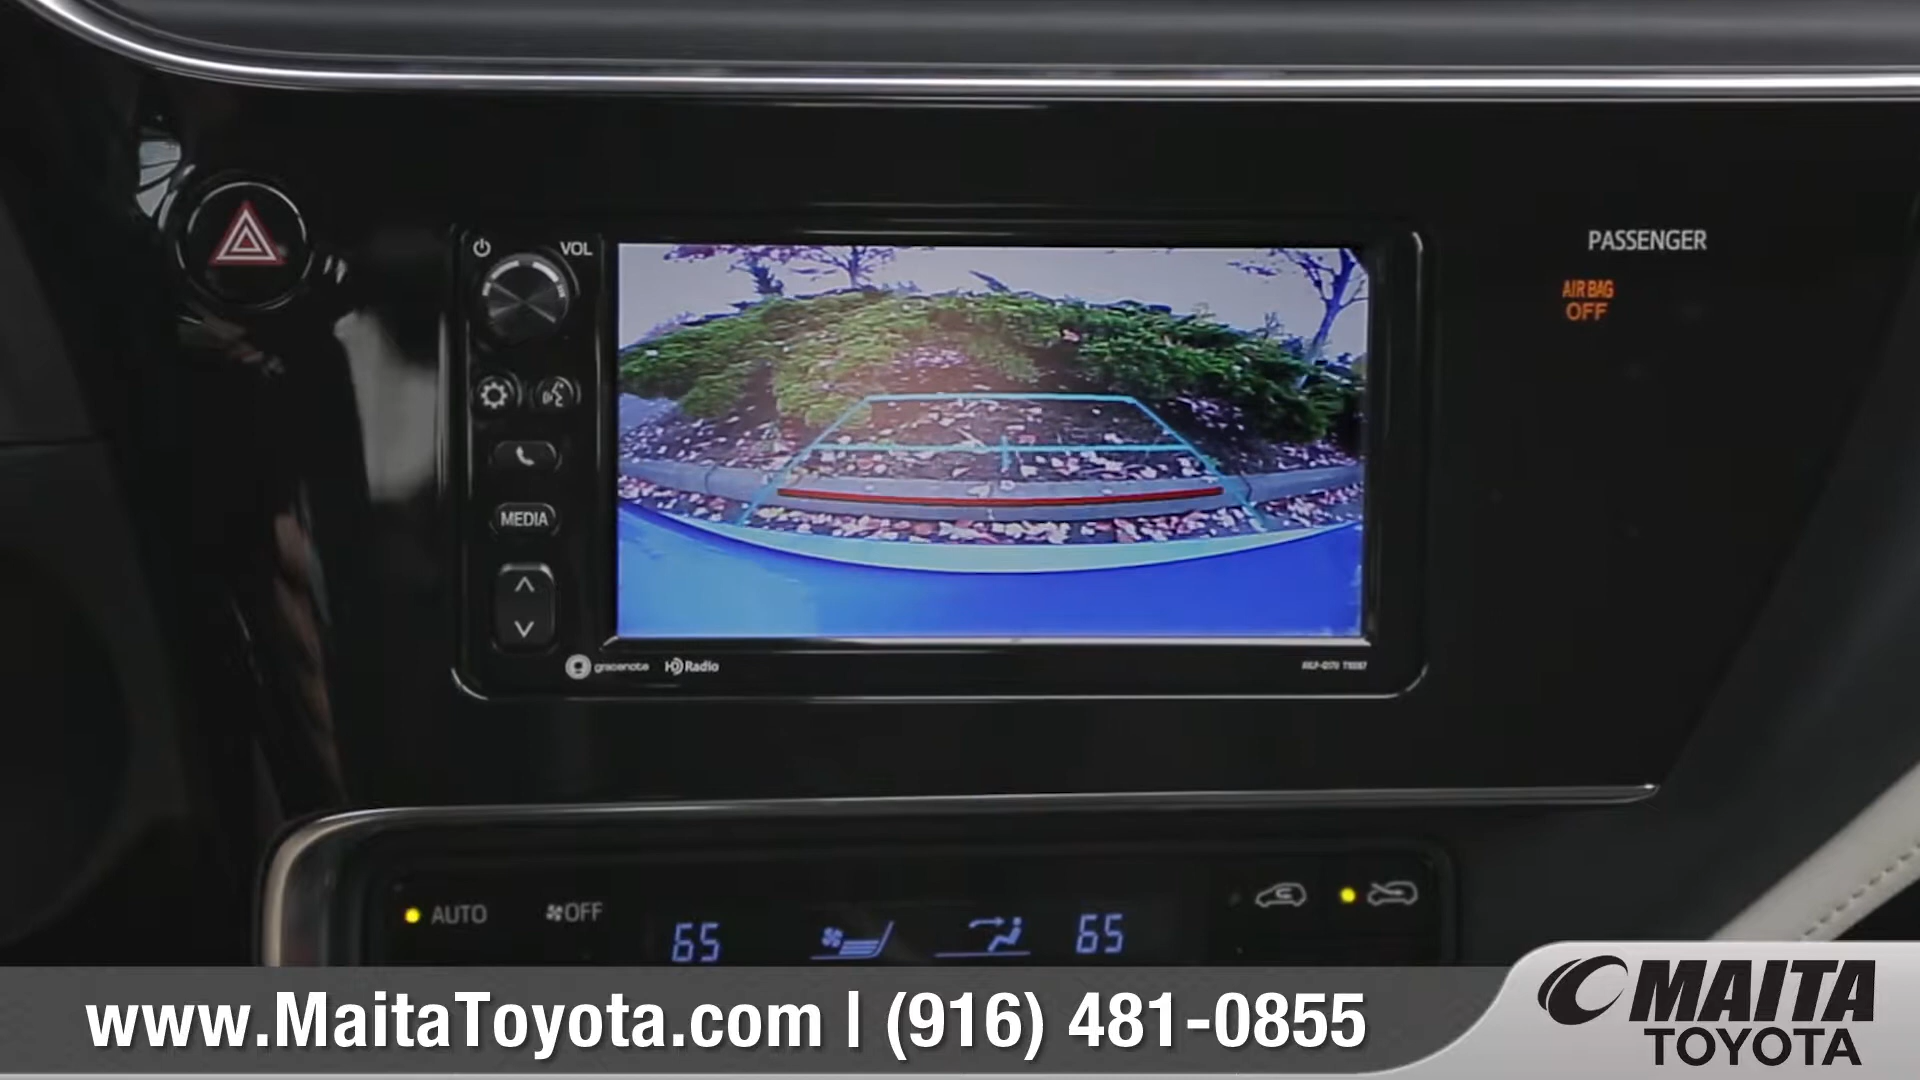 VOL
PASSENGER
AIR BAG
OFF
MEDIA
gracenote HD Radio
AUTO
OFF
65
65
www.MaitaToyota.com | (916) 481-0855
MAITA
TOYOTA